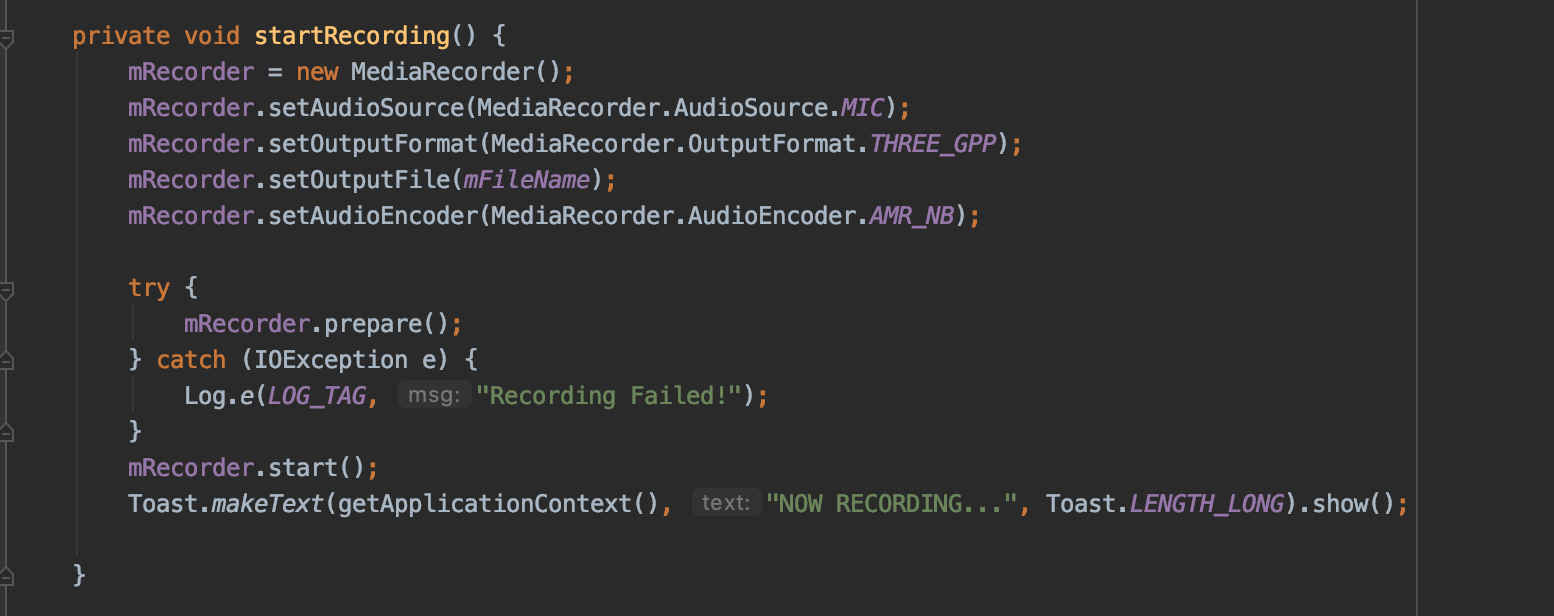 private void startRecording() {
mRecorder = new MediaRecorder();
mRecorder.setAudioSource(MediaRecorder.AudioSource.MIC);
mRecorder.setOutputFormat(MediaRecorder.OutputFormat.THREE_GPP);
mRecorder.setOutputFile(mFileName);
mRecorder.setAudioEncoder(MediaRecorder.AudioEncoder.AMR_NB);
try {
mRecorder.prepare();
} catch (IOException e) {
Log.e(LOG_TAG, msg: "Recording Failed!");
}
mRecorder.start();
Toast.makeText(getApplicationContext(), text: "NOW RECORDING...", Toast.LENGTH_LONG).show();
}